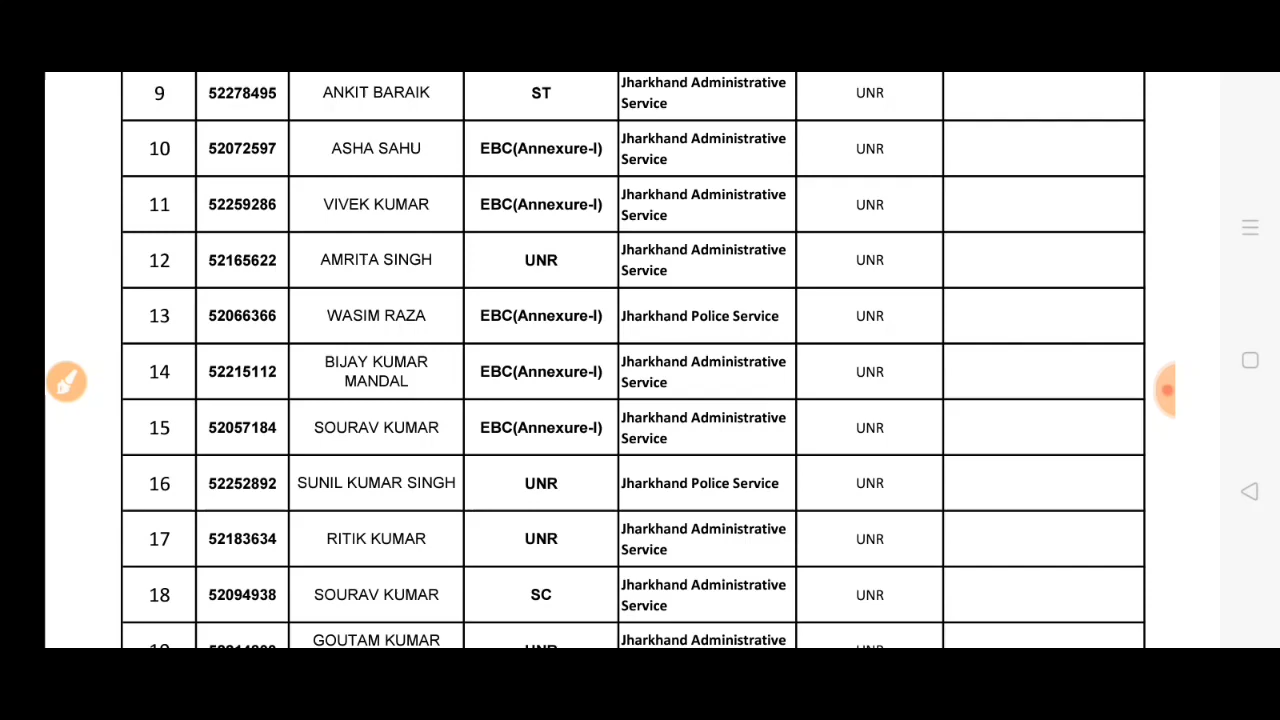 9 52278495 ANKIT BARAIK ST Jharkhand Administrative Service UNR
10 52072597 ASHA SAHU EBC(Annexure-I) Jharkhand Administrative Service UNR
11 52259286 VIVEK KUMAR EBC(Annexure-I) Jharkhand Administrative Service UNR
12 52165622 AMRITA SINGH UNR Jharkhand Administrative Service UNR
13 52066366 WASIM RAZA EBC(Annexure-I) Jharkhand Police Service UNR
14 52215112 BIJAY KUMAR MANDAL EBC(Annexure-I) Jharkhand Administrative Service UNR
15 52057184 SOURAV KUMAR EBC(Annexure-I) Jharkhand Administrative Service UNR
16 52252892 SUNIL KUMAR SINGH UNR Jharkhand Police Service UNR
17 52183634 RITIK KUMAR UNR Jharkhand Administrative Service UNR
18 52094938 SOURAV KUMAR SC Jharkhand Administrative Service UNR
GOUTAM KUMAR UNR Jharkhand Administrative UNR